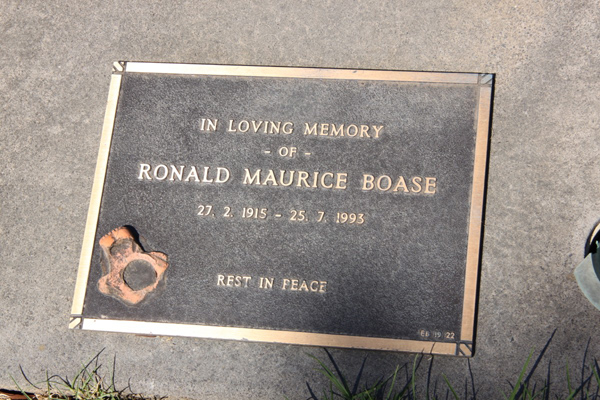 IN LOVING MEMORY
- OF -
RONALD MAURICE BOASE
27. 2. 1915 - 25. 7. 1993
REST IN PEACE